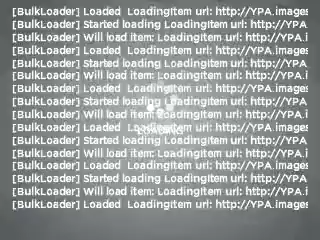 [BulkLoader] Loaded LoadingItem url: http://YPA.images
[BulkLoader] Started loading LoadingItem url: http://YPA
[BulkLoader] Will load item: LoadingItem url: http://YPA.i
[BulkLoader] Loaded LoadingItem url: http://YPA.images
[BulkLoader] Started loading LoadingItem url: http://YPA
[BulkLoader] Will load item: LoadingItem url: http://YPA.i
[BulkLoader] Loaded LoadingItem url: http://YPA.images
[BulkLoader] Started loading LoadingItem url: http://YPA
[BulkLoader] Will load item: LoadingItem url: http://YPA.i
[BulkLoader] Loaded LoadingItem url: http://YPA.images
LOADING
[BulkLoader] Started loading LoadingItem url: http://YPA
[BulkLoader] Will load item: LoadingItem url: http://YPA.i
[BulkLoader] Loaded LoadingItem url: http://YPA.images
[BulkLoader] Started loading LoadingItem url: http://YPA
[BulkLoader] Will load item: LoadingItem url: http://YPA.i
[BulkLoader] Loaded LoadingItem url: http://YPA.images